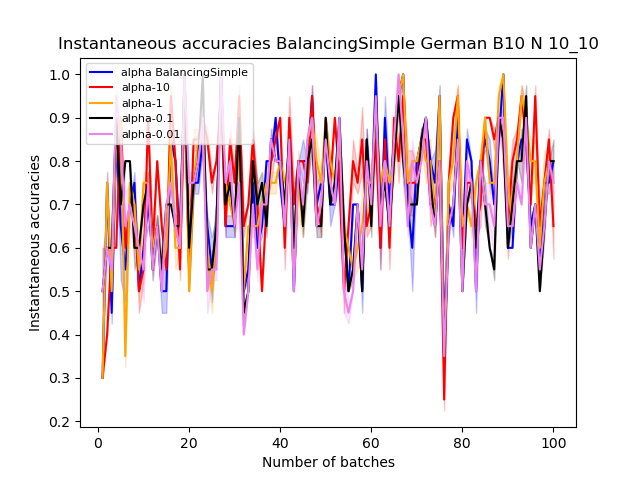 Instantaneous accuracies BalancingSimple German B10 N 10_10
alpha BalancingSimple
alpha-10
alpha-1
alpha-0.1
alpha-0.01
1.0
0.9
0.8
0.7
0.6
0.5
0.4
0.3
0.2
Instantaneous accuracies
0 20 40 60 80 100
Number of batches